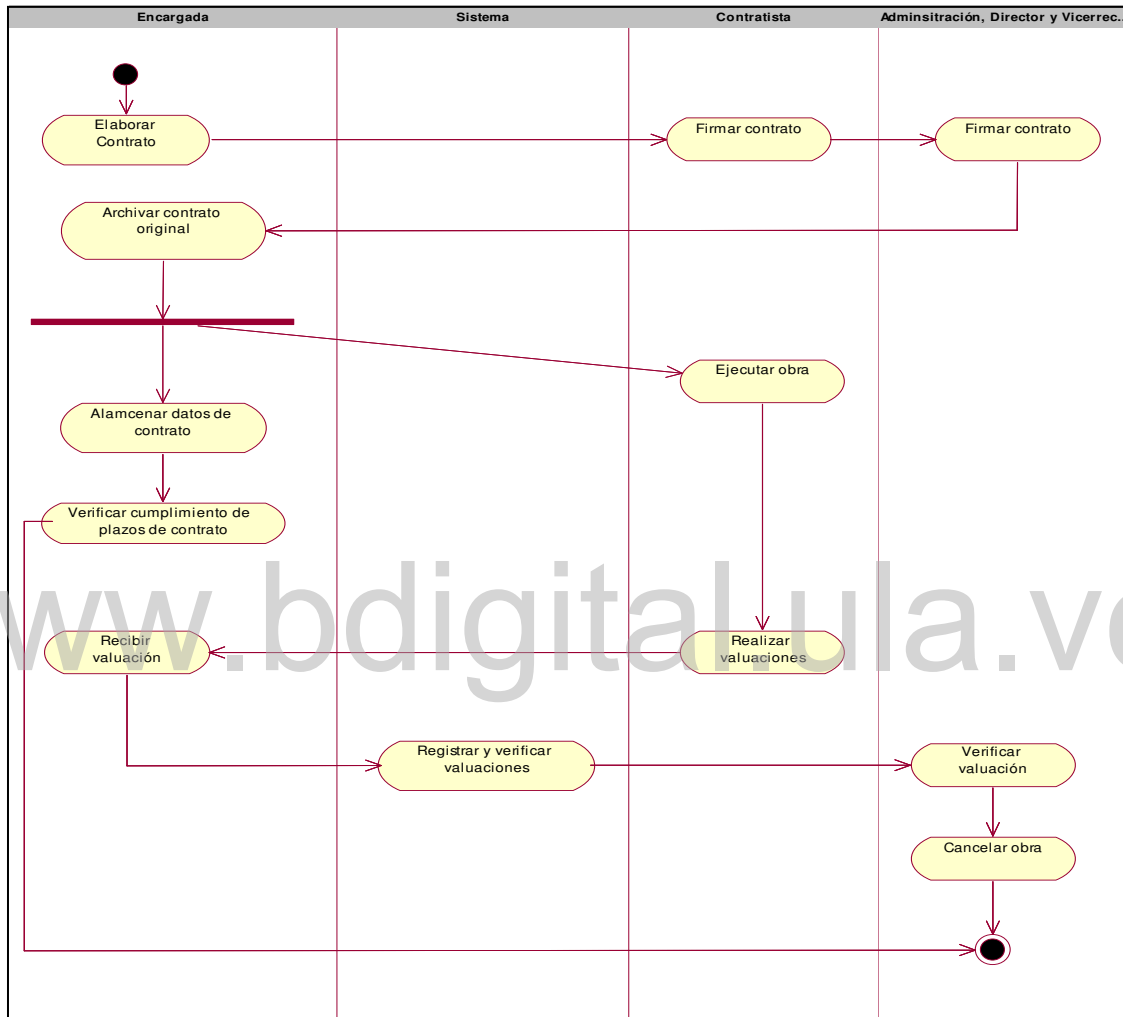 Encargada
Sistema
Contratista
Adminsitración, Director y Vicerrec...
Elaborar
Contrato
Firmar contrato
Firmar contrato
Archivar contrato
original
Ejecutar obra
Alamcenar datos de
contrato
Verificar cumplimiento de
plazos de contrato
www.bdigital.ula.ve
Recibir
valuación
Realizar
valuaciones
Registrar y verificar
valuaciones
Verificar
valuación
Cancelar obra